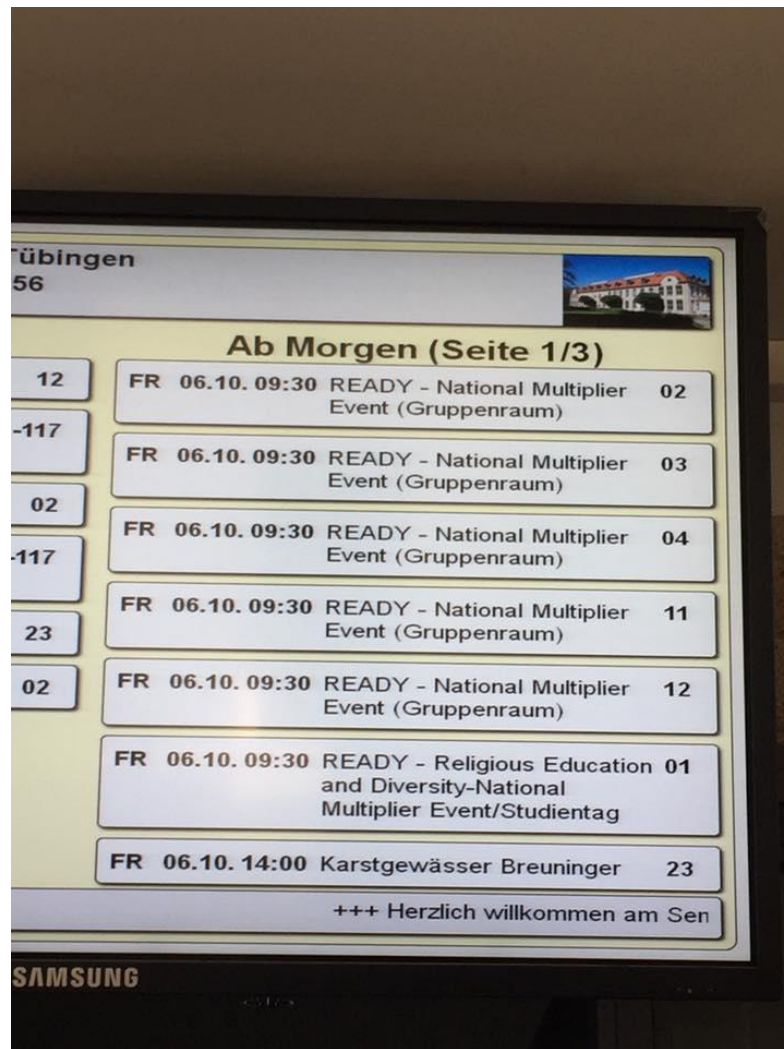 Tübingen
56
Ab Morgen (Seite 1/3)
12
-117
02
-117
23
02
FR 06.10. 09:30 READY - National Multiplier 02
Event (Gruppenraum)
FR 06.10. 09:30 READY - National Multiplier 03
Event (Gruppenraum)
FR 06.10. 09:30 READY - National Multiplier 04
Event (Gruppenraum)
FR 06.10. 09:30 READY - National Multiplier 11
Event (Gruppenraum)
FR 06.10. 09:30 READY - National Multiplier 12
Event (Gruppenraum)
FR 06.10. 09:30 READY - Religious Education 01
and Diversity-National
Multiplier Event/Studientag
FR 06.10. 14:00 Karstgewässer Breuninger 23
+++ Herzlich willkommen am Sen
SAMSUNG